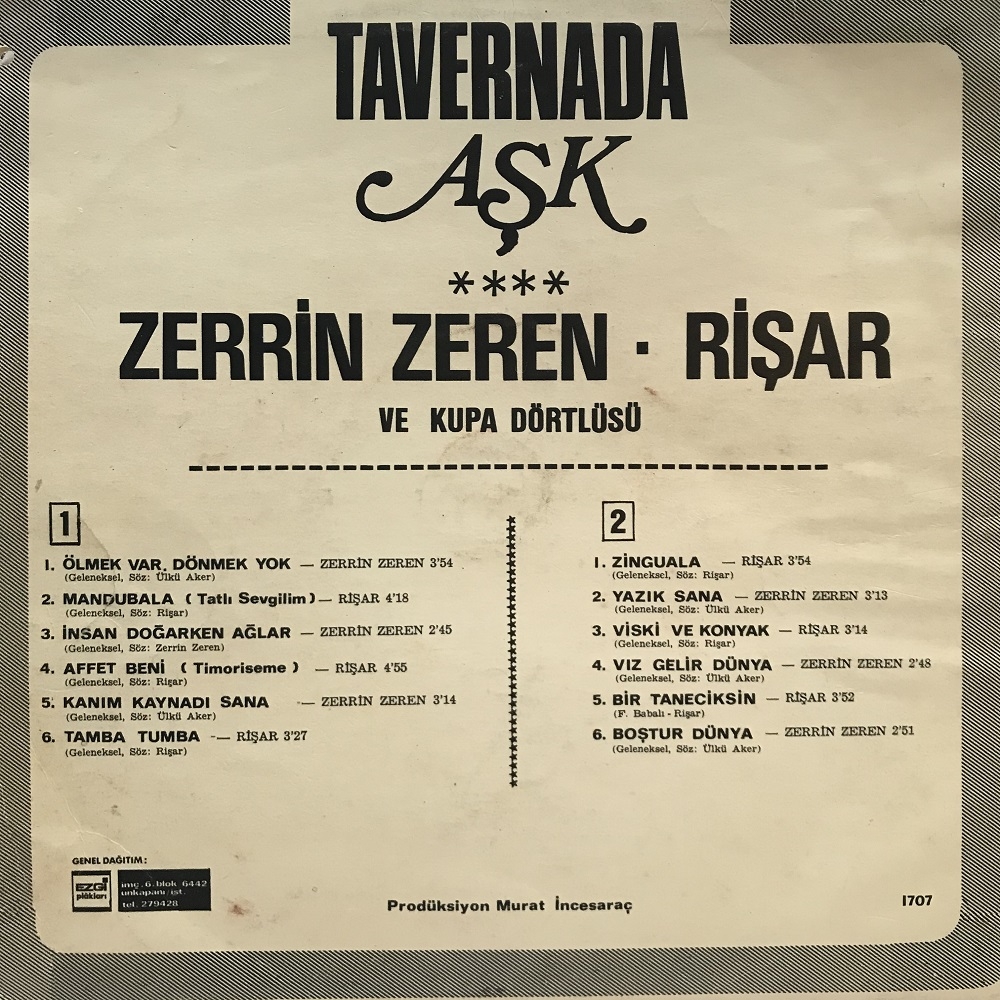 TAVERNADA
AŞK
****
ZERRİN ZEREN · RİŞAR
VE KUPA DÖRTLÜSÜ
1
1. ÖLMEK VAR, DÖNMEK YOK — ZERRİN ZEREN 3'54
(Geleneksel, Söz: Ülkü Aker)
2. MANDUBALA ( Tatlı Sevgilim ) — RİŞAR 4'18
(Geleneksel, Söz: Rişar)
3. İNSAN DOĞARKEN AĞLAR — ZERRİN ZEREN 2'45
(Geleneksel, Söz: Zerrin Zeren)
4. AFFET BENİ ( Timoriseme ) — RİŞAR 4'55
(Geleneksel, Söz: Rişar)
5. KANIM KAYNADI SANA — ZERRİN ZEREN 3'14
(Geleneksel, Söz: Ülkü Aker)
6. TAMBA TUMBA — RİŞAR 3'27
(Geleneksel, Söz: Rişar)
2
1. ZİNGUALA — RİŞAR 3'54
(Geleneksel, Söz: Rişar)
2. YAZIK SANA — ZERRİN ZEREN 3'13
(Geleneksel, Söz: Ülkü Aker)
3. VİSKİ VE KONYAK — RİŞAR 3'14
(Geleneksel, Söz: Rişar)
4. VIZ GELİR DÜNYA — ZERRİN ZEREN 2'48
(Geleneksel, Söz: Ülkü Aker)
5. BİR TANECİKSİN — RİŞAR 3'52
(F. Babalı - Rişar)
6. BOŞTUR DÜNYA — ZERRİN ZEREN 2'51
(Geleneksel, Söz: Ülkü Aker)
GENEL DAĞITIM:
EZGİ
plâkları
imç. 6. blok 6442
unkapanı/ist.
tel. 279428
Prodüksiyon Murat İncesaraç
1707